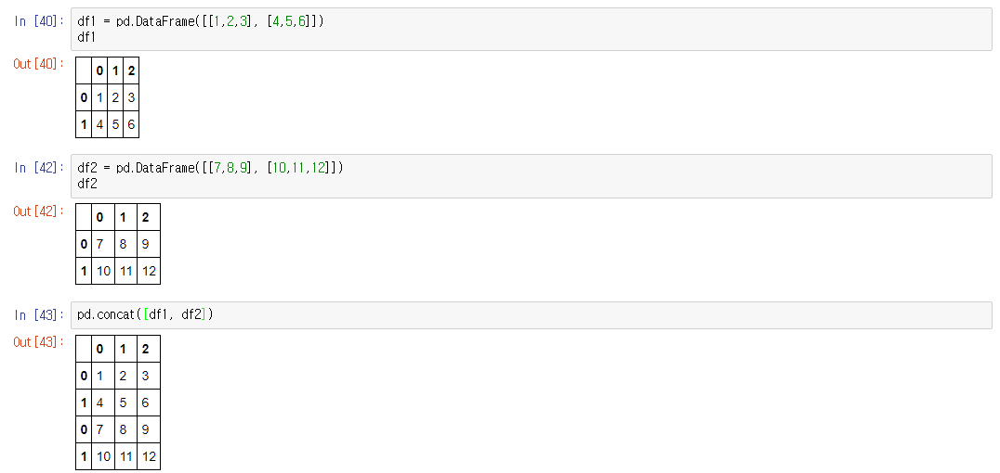 In [40]: df1 = pd.DataFrame([[1,2,3], [4,5,6]])
df1
Out[40]:
0 1 2
0 1 2 3
1 4 5 6
In [42]: df2 = pd.DataFrame([[7,8,9], [10,11,12]])
df2
Out[42]:
0 1 2
0 7 8 9
1 10 11 12
In [43]: pd.concat([df1, df2])
Out[43]:
0 1 2
0 1 2 3
1 4 5 6
0 7 8 9
1 10 11 12